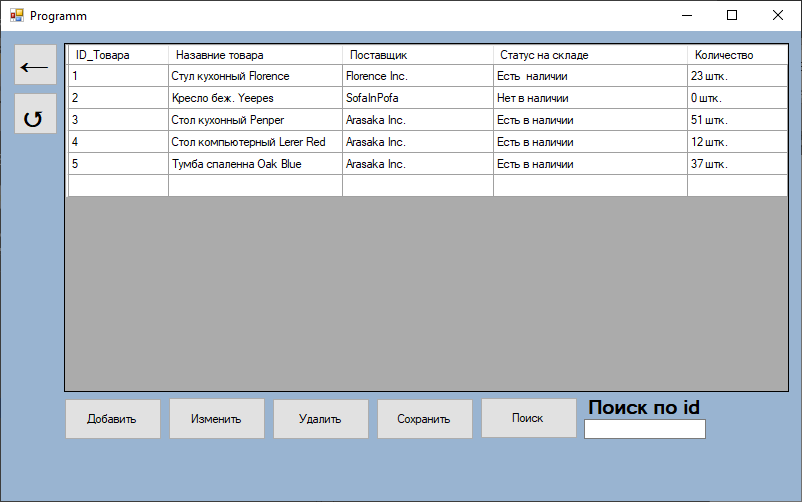 Programm
ID_Товара Назавние товара Поставщик Статус на складе Количество
1 Стул кухонный Florence Florence Inc. Есть наличии 23 штк.
2 Кресло беж. Yeepes SofaInPofa Нет в наличии 0 штк.
3 Стол кухонный Penper Arasaka Inc. Есть в наличии 51 штк.
4 Стол компьютерный Lerer Red Arasaka Inc. Есть в наличии 12 штк.
5 Тумба спаленна Oak Blue Arasaka Inc. Есть в наличии 37 штк.
Поиск по id
Добавить Изменить Удалить Сохранить Поиск